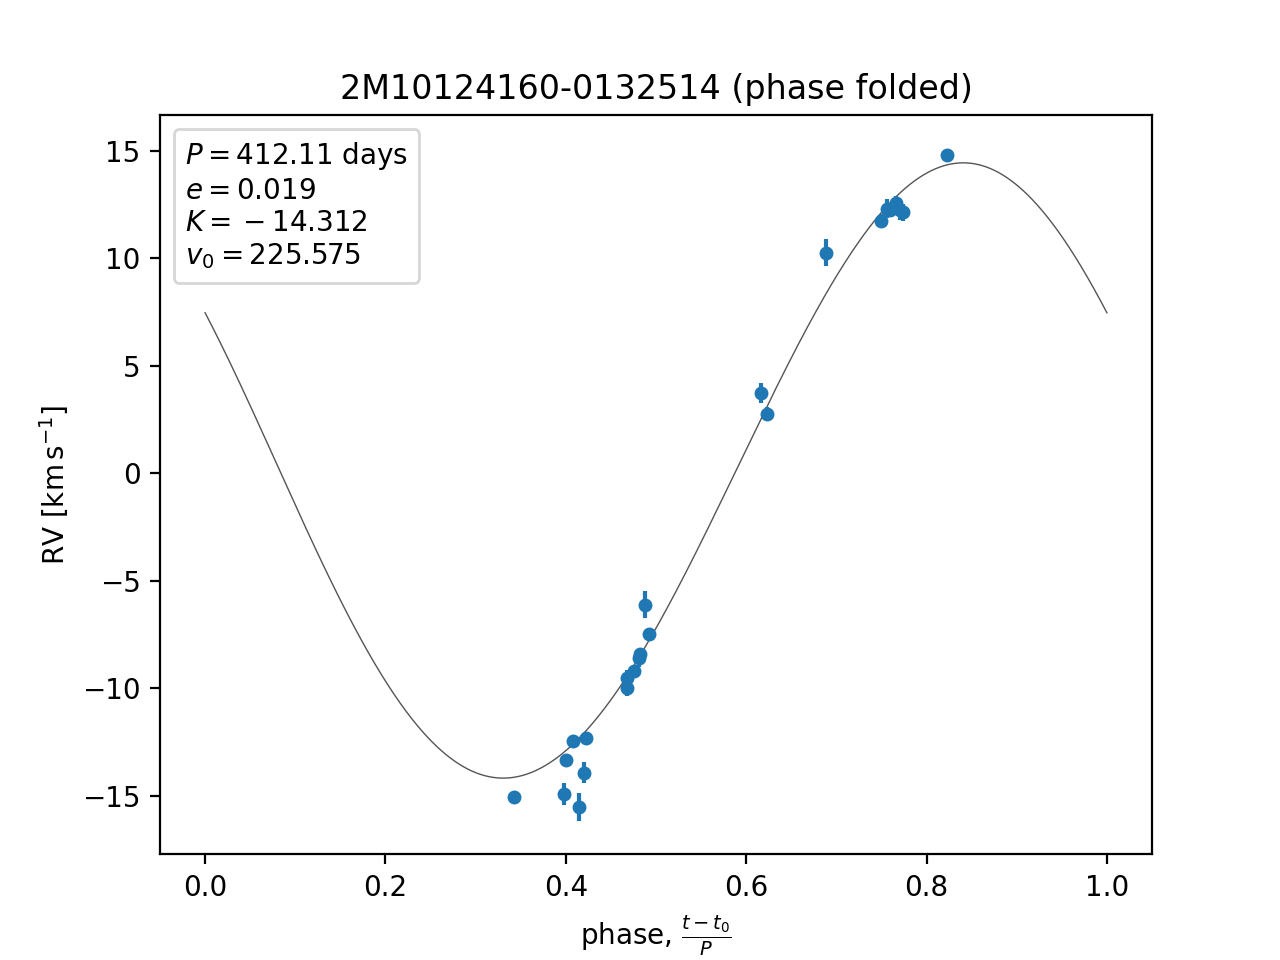 2M10124160-0132514 (phase folded)
P = 412.11 days
e = 0.019
K = −14.312
v₀ = 225.575
15
10
5
0
−5
−10
−15
RV [km s⁻¹]
0.0 0.2 0.4 0.6 0.8 1.0
phase, (t − t₀)/P